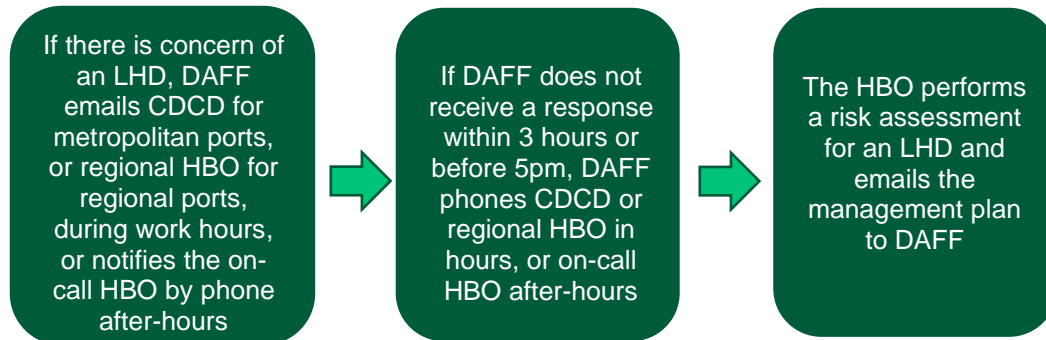 If there is concern of
an LHD, DAFF
emails CDCD for
metropolitan ports,
or regional HBO for
regional ports,
during work hours,
or notifies the on-
call HBO by phone
after-hours
If DAFF does not
receive a response
within 3 hours or
before 5pm, DAFF
phones CDCD or
regional HBO in
hours, or on-call
HBO after-hours
The HBO performs
a risk assessment
for an LHD and
emails the
management plan
to DAFF